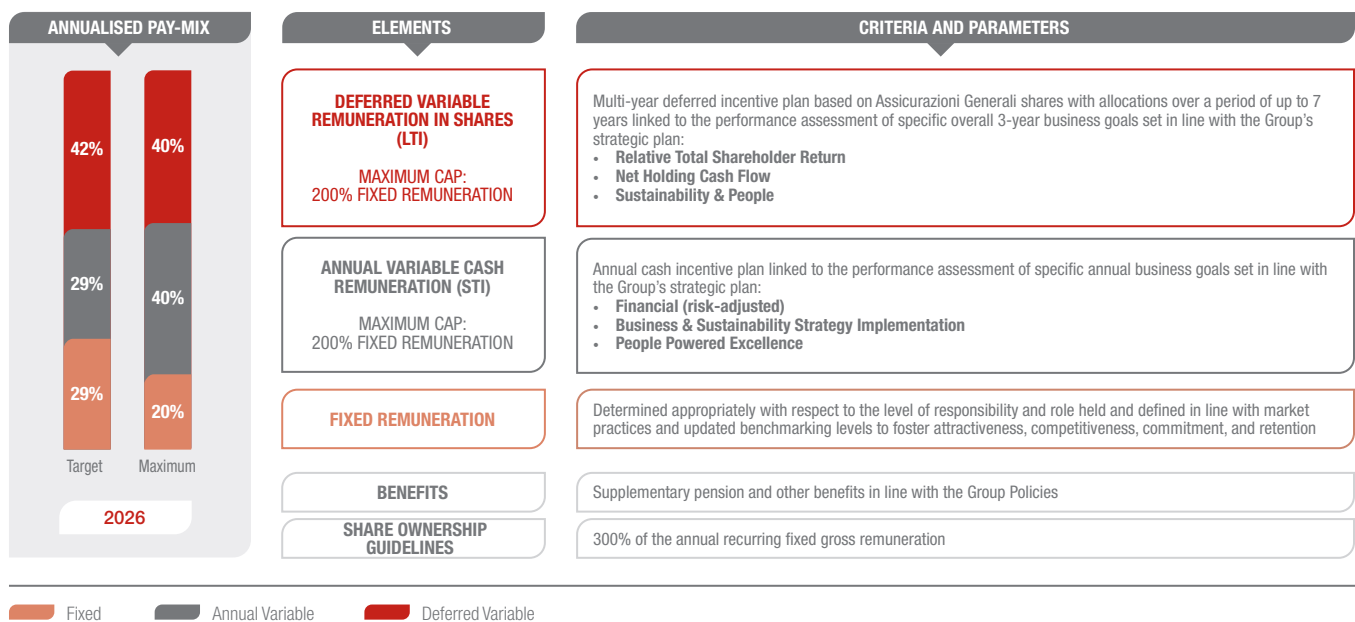 ANNUALISED PAY-MIX
42%
40%
29%
40%
29%
20%
Target
Maximum
2026
ELEMENTS
DEFERRED VARIABLE
REMUNERATION IN SHARES
(LTI)
MAXIMUM CAP:
200% FIXED REMUNERATION
ANNUAL VARIABLE CASH
REMUNERATION (STI)
MAXIMUM CAP:
200% FIXED REMUNERATION
FIXED REMUNERATION
BENEFITS
SHARE OWNERSHIP
GUIDELINES
CRITERIA AND PARAMETERS
Multi-year deferred incentive plan based on Assicurazioni Generali shares with allocations over a period of up to 7
years linked to the performance assessment of specific overall 3-year business goals set in line with the Group's
strategic plan:
• Relative Total Shareholder Return
• Net Holding Cash Flow
• Sustainability & People
Annual cash incentive plan linked to the performance assessment of specific annual business goals set in line with
the Group's strategic plan:
• Financial (risk-adjusted)
• Business & Sustainability Strategy Implementation
• People Powered Excellence
Determined appropriately with respect to the level of responsibility and role held and defined in line with market
practices and updated benchmarking levels to foster attractiveness, competitiveness, commitment, and retention
Supplementary pension and other benefits in line with the Group Policies
300% of the annual recurring fixed gross remuneration
Fixed
Annual Variable
Deferred Variable